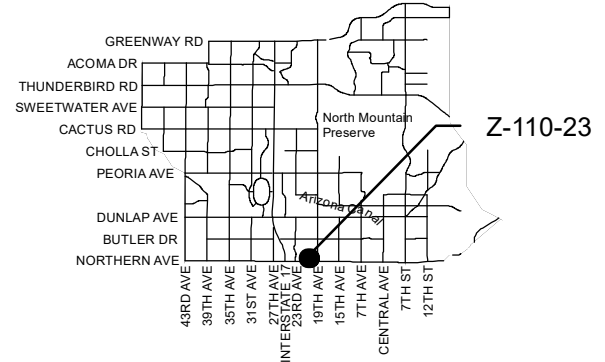 GREENWAY RD
ACOMA DR
THUNDERBIRD RD
SWEETWATER AVE
CACTUS RD
CHOLLA ST
PEORIA AVE
DUNLAP AVE
BUTLER DR
NORTHERN AVE
North Mountain
Preserve
Z-110-23
Arizona Canal
43RD AVE
39TH AVE
35TH AVE
31ST AVE
27TH AVE
INTERSTATE 17
23RD AVE
19TH AVE
15TH AVE
7TH AVE
CENTRAL AVE
7TH ST
12TH ST